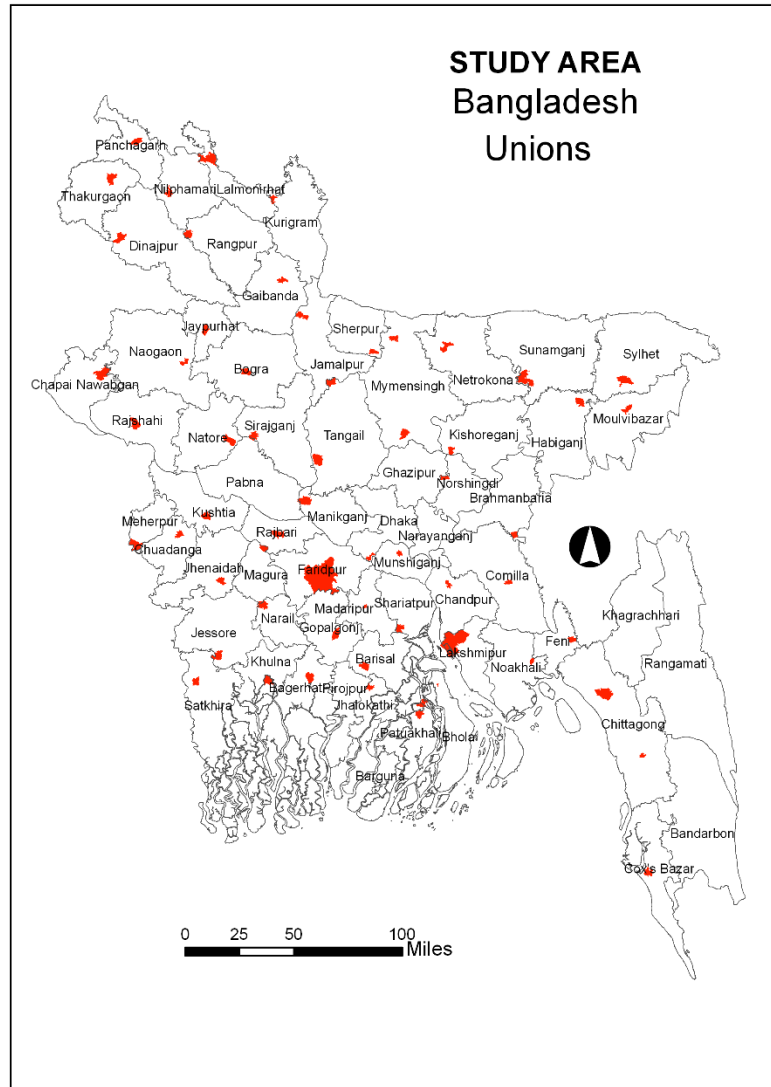 STUDY AREA
Bangladesh
Unions
Panchagarh
Thakurgaon
Nilphamari
Lalmonirhat
Kurigram
Dinajpur
Rangpur
Gaibanda
Jaypurhat
Sherpur
Naogaon
Bogra
Jamalpur
Mymensingh
Netrokona
Sunamganj
Sylhet
Chapai Nawabgan
Rajshahi
Natore
Sirajganj
Tangail
Kishoreganj
Habiganj
Moulvibazar
Ghazipur
Norshingdi
Pabna
Brahmanbaria
Meherpur
Kushtia
Manikganj
Dhaka
Narayanganj
Chuadanga
Rajbari
Jhenaidah
Magura
Faridpur
Munshiganj
Comilla
Madaripur
Shariatpur
Chandpur
Khagrachhari
Narail
Gopalgonj
Jessore
Feni
Lakshmipur
Noakhali
Rangamati
Khulna
Barisal
Satkhira
Bagerhat
Pirojpur
Jhalokathi
Chittagong
Patuakhali
Bholai
Barguna
Bandarbon
Cox's Bazar
0 25 50 100
Miles